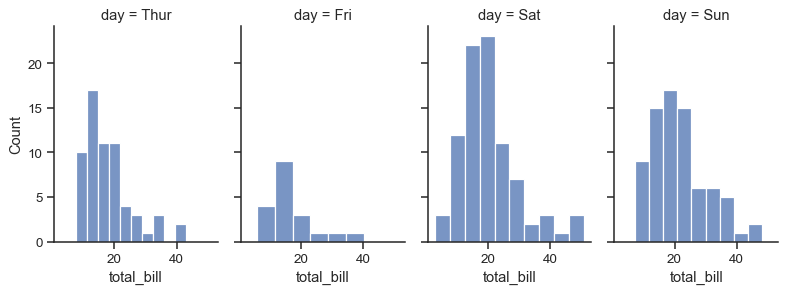 day = Thur
day = Fri
day = Sat
day = Sun
Count
20
15
10
5
0
20 40
20 40
20 40
20 40
total_bill
total_bill
total_bill
total_bill